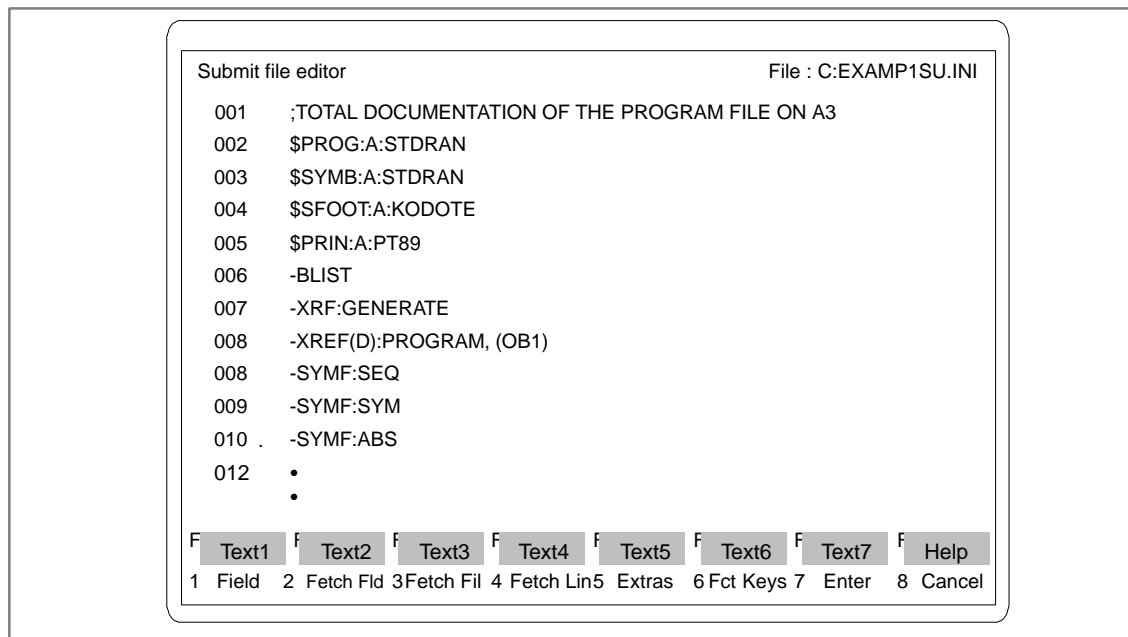 Submit file editor File : C:EXAMP1SU.INI
001 ;TOTAL DOCUMENTATION OF THE PROGRAM FILE ON A3
002 $PROG:A:STDRAN
003 $SYMB:A:STDRAN
004 $SFOOT:A:KODOTE
005 $PRIN:A:PT89
006 -BLIST
007 -XRF:GENERATE
008 -XREF(D):PROGRAM, (OB1)
008 -SYMF:SEQ
009 -SYMF:SYM
010 . -SYMF:ABS
012 •
•
F Text1 F Text2 F Text3 F Text4 F Text5 F Text6 F Text7 F Help
1 Field 2 Fetch Fld 3Fetch Fil 4 Fetch Lin5 Extras 6 Fct Keys 7 Enter 8 Cancel